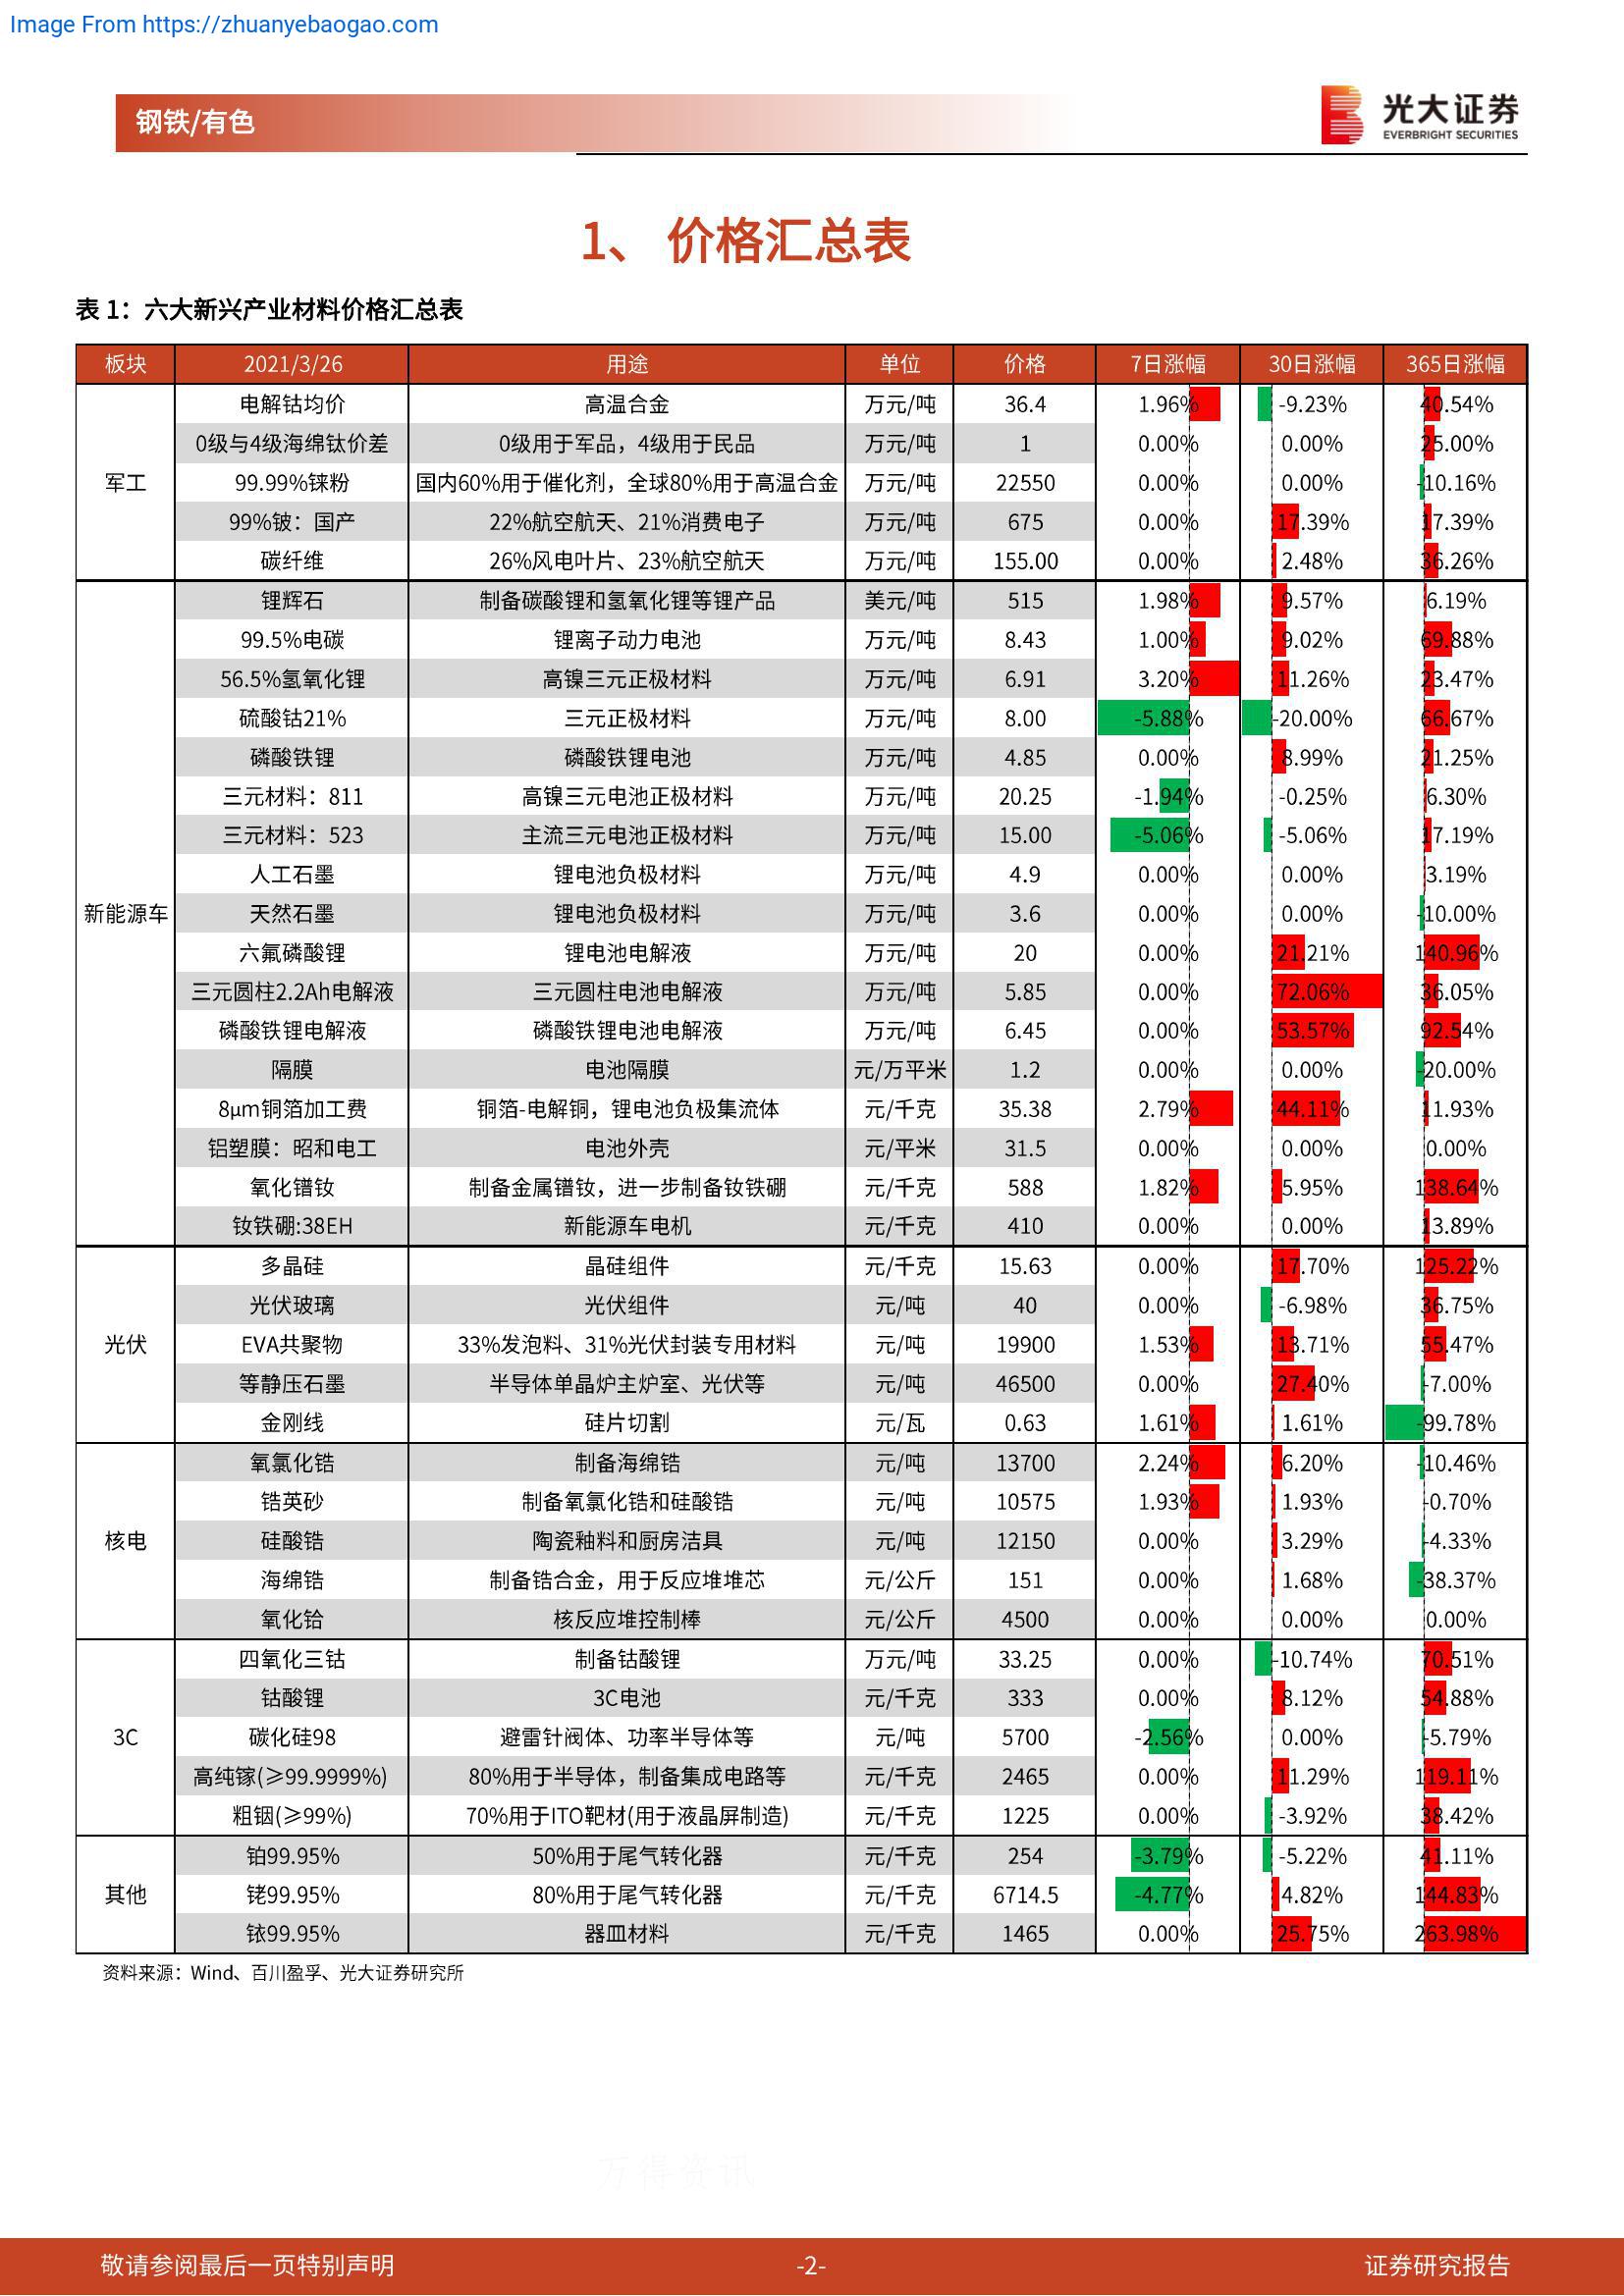 Image From https://zhuanyebaogao.com
钢铁/有色
光大证券
EVERBRIGHT SECURITIES
1、 价格汇总表
表 1：六大新兴产业材料价格汇总表
板块 2021/3/26 用途 单位 价格 7日涨幅 30日涨幅 365日涨幅
电解钴均价 高温合金 万元/吨 36.4 1.96% -9.23% 40.54%
0级与4级海绵钛价差 0级用于军品，4级用于民品 万元/吨 1 0.00% 0.00% 25.00%
军工 99.99%铼粉 国内60%用于催化剂，全球80%用于高温合金 万元/吨 22550 0.00% 0.00% -10.16%
99%铍：国产 22%航空航天、21%消费电子 万元/吨 675 0.00% 17.39% 17.39%
碳纤维 26%风电叶片、23%航空航天 万元/吨 155.00 0.00% 2.48% 36.26%
锂辉石 制备碳酸锂和氢氧化锂等锂产品 美元/吨 515 1.98% 9.57% 6.19%
99.5%电碳 锂离子动力电池 万元/吨 8.43 1.00% 9.02% 69.88%
56.5%氢氧化锂 高镍三元正极材料 万元/吨 6.91 3.20% 11.26% 23.47%
硫酸钴21% 三元正极材料 万元/吨 8.00 -5.88% -20.00% 66.67%
磷酸铁锂 磷酸铁锂电池 万元/吨 4.85 0.00% 8.99% 21.25%
三元材料：811 高镍三元电池正极材料 万元/吨 20.25 -1.94% -0.25% 6.30%
三元材料：523 主流三元电池正极材料 万元/吨 15.00 -5.06% -5.06% 17.19%
人工石墨 锂电池负极材料 万元/吨 4.9 0.00% 0.00% 3.19%
新能源车 天然石墨 锂电池负极材料 万元/吨 3.6 0.00% 0.00% -10.00%
六氟磷酸锂 锂电池电解液 万元/吨 20 0.00% 21.21% 140.96%
三元圆柱2.2Ah电解液 三元圆柱电池电解液 万元/吨 5.85 0.00% 72.06% 36.05%
磷酸铁锂电解液 磷酸铁锂电池电解液 万元/吨 6.45 0.00% 53.57% 92.54%
隔膜 电池隔膜 元/万平米 1.2 0.00% 0.00% -20.00%
8μm铜箔加工费 铜箔-电解铜，锂电池负极集流体 元/千克 35.38 2.79% 44.11% 11.93%
铝塑膜：昭和电工 电池外壳 元/平米 31.5 0.00% 0.00% 0.00%
氧化镨钕 制备金属镨钕，进一步制备钕铁硼 元/千克 588 1.82% 5.95% 138.64%
钕铁硼:38EH 新能源车电机 元/千克 410 0.00% 0.00% 13.89%
多晶硅 晶硅组件 元/千克 15.63 0.00% 17.70% 125.22%
光伏玻璃 光伏组件 元/吨 40 0.00% -6.98% 36.75%
光伏 EVA共聚物 33%发泡料、31%光伏封装专用材料 元/吨 19900 1.53% 13.71% 55.47%
等静压石墨 半导体单晶炉主炉室、光伏等 元/吨 46500 0.00% 27.40% -7.00%
金刚线 硅片切割 元/瓦 0.63 1.61% 1.61% -99.78%
氧氯化锆 制备海绵锆 元/吨 13700 2.24% 6.20% -10.46%
锆英砂 制备氧氯化锆和硅酸锆 元/吨 10575 1.93% 1.93% -0.70%
核电 硅酸锆 陶瓷釉料和厨房洁具 元/吨 12150 0.00% 3.29% -4.33%
海绵锆 制备锆合金，用于反应堆堆芯 元/公斤 151 0.00% 1.68% -38.37%
氧化铪 核反应堆控制棒 元/公斤 4500 0.00% 0.00% 0.00%
四氧化三钴 制备钴酸锂 万元/吨 33.25 0.00% -10.74% 70.51%
钴酸锂 3C电池 元/千克 333 0.00% 8.12% 54.88%
3C 碳化硅98 避雷针阀体、功率半导体等 元/吨 5700 -2.56% 0.00% -5.79%
高纯镓(≥99.9999%) 80%用于半导体，制备集成电路等 元/千克 2465 0.00% 11.29% 119.11%
粗铟(≥99%) 70%用于ITO靶材(用于液晶屏制造) 元/千克 1225 0.00% -3.92% 38.42%
铂99.95% 50%用于尾气转化器 元/千克 254 -3.79% -5.22% 41.11%
其他 铑99.95% 80%用于尾气转化器 元/千克 6714.5 -4.77% 4.82% 144.83%
铱99.95% 器皿材料 元/千克 1465 0.00% 25.75% 263.98%
资料来源：Wind、百川盈孚、光大证券研究所
万得资讯
敬请参阅最后一页特别声明 -2- 证券研究报告